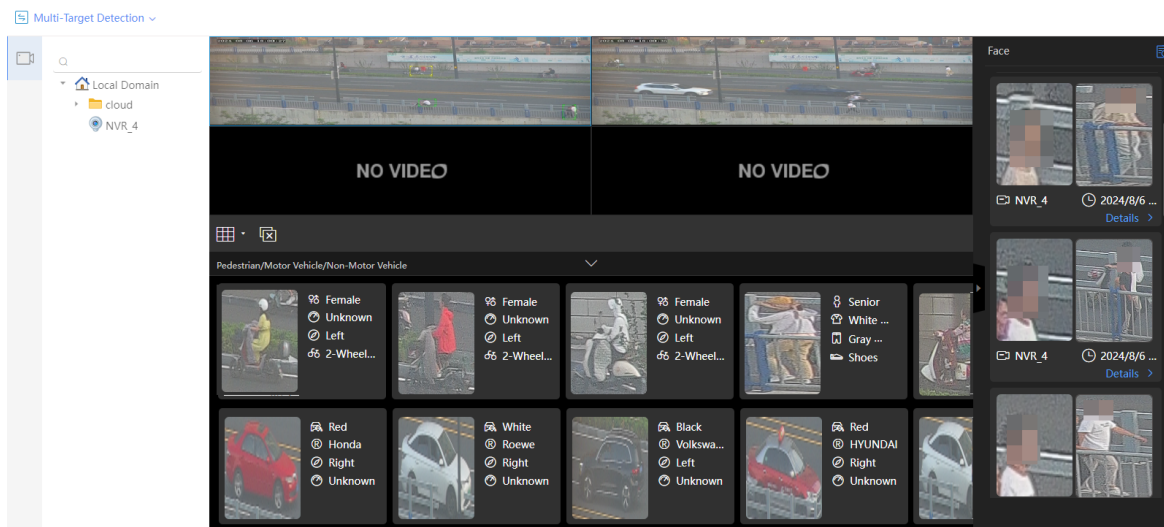 Multi-Target Detection
Local Domain
cloud
NVR_4
NO VIDEO
NO VIDEO
Pedestrian/Motor Vehicle/Non-Motor Vehicle
Female
Unknown
Left
2-Wheel...
Female
Unknown
Left
2-Wheel...
Female
Unknown
Left
2-Wheel...
Senior
White ...
Gray ...
Shoes
Red
Honda
Right
Unknown
White
Roewe
Right
Unknown
Black
Volkswa...
Left
Unknown
Red
HYUNDAI
Right
Unknown
Face
NVR_4 2024/8/6 ...
Details >
NVR_4 2024/8/6 ...
Details >